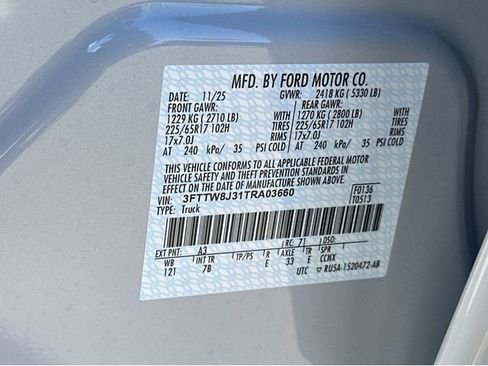 MFD. BY FORD MOTOR CO.
DATE: 11/25 GVWR: 2418 KG ( 5330 LB)
FRONT GAWR: REAR GAWR:
1229 KG ( 2710 LB) WITH 1270 KG ( 2800 LB) WITH
225/65R17 102H TIRES 225/65R17 102H TIRES
17x7.0J RIMS 17x7.0J RIMS
AT 240 kPa/ 35 PSI COLD AT 240 kPa/ 35 PSI COLD
THIS VEHICLE CONFORMS TO ALL APPLICABLE FEDERAL MOTOR
VEHICLE SAFETY AND THEFT PREVENTION STANDARDS IN
EFFECT ON THE DATE OF MANUFACTURE SHOWN ABOVE.
VIN: 3FTTW8J31TRA03660 F0136
TYPE: Truck T0513
EXT PNT: A3 RC: 71 DSO:
WB INT TR TP/PS R AXLE TR
121 7B E 33 E CCNX
UTC ▽ RUSA-1520472-AB